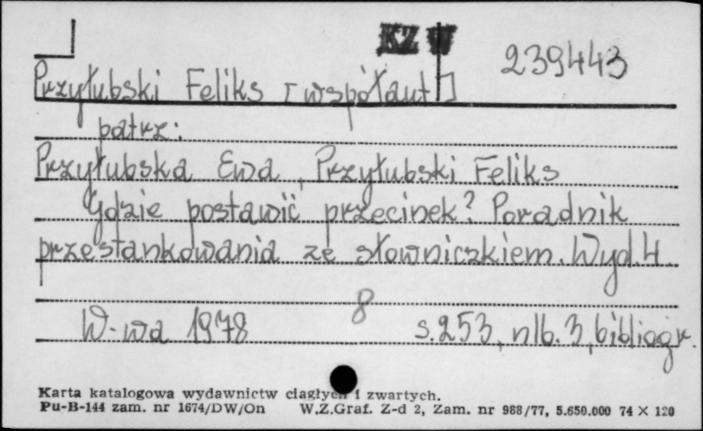 KZ W
239443
Przyłubski Feliks [współaut.]
patrz:
Przyłubska Ewa, Przyłubski Feliks
Gdzie postawić przecinek? Poradnik
przestankowania ze słowniczkiem. Wyd. 4.
8
W-wa 1978 s. 253, nlb. 3, bibliogr.
Karta katalogowa wydawnictw ciągłych i zwartych.
Pu-B-144 zam. nr 1674/DW/On W.Z.Graf. Z-d 2, Zam. nr 988/77, 5.650.000 74 × 120